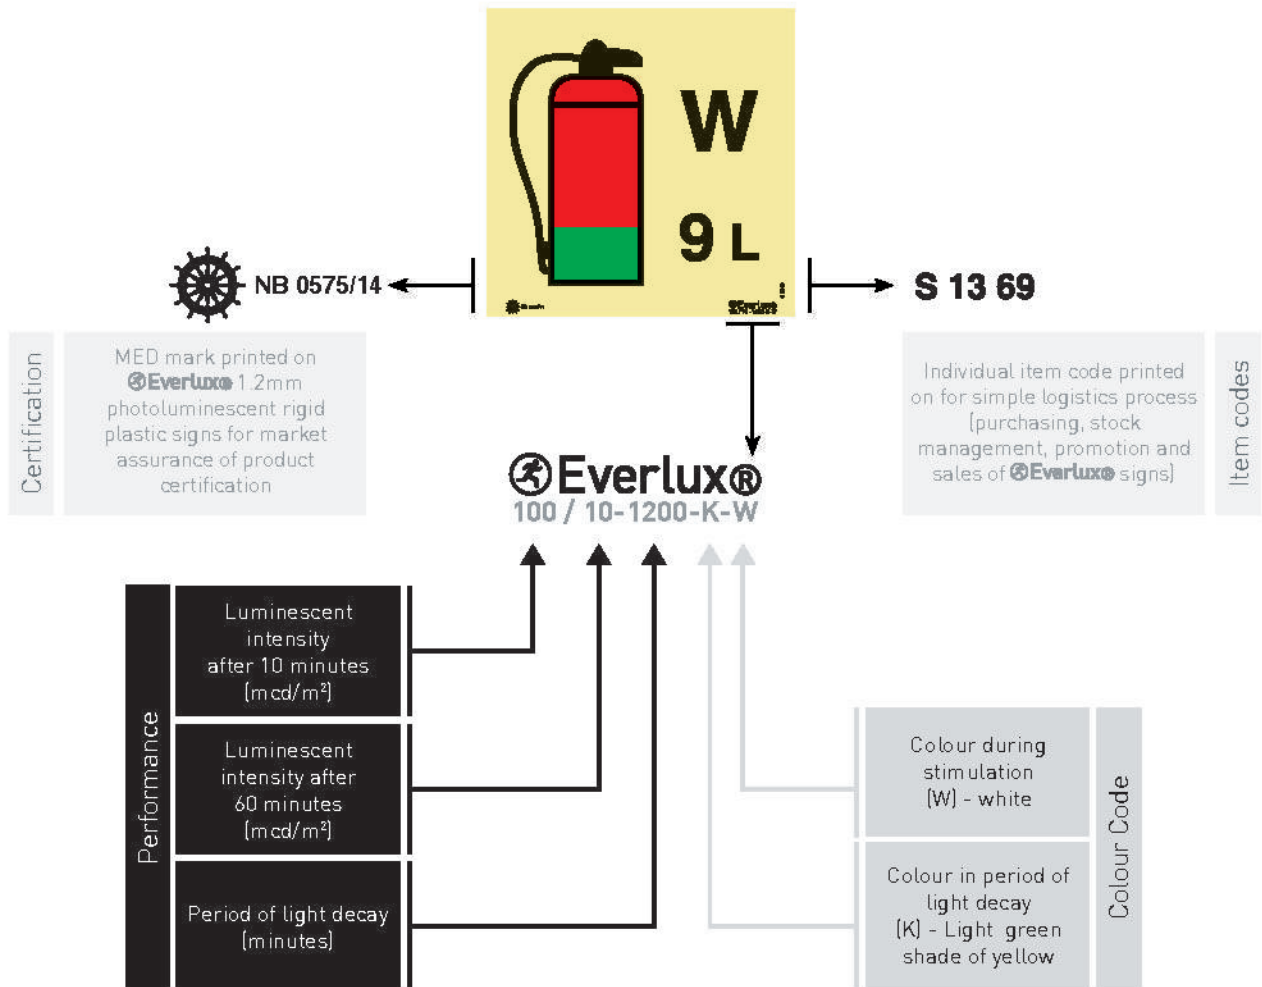 W
9 L
NB 0575/14
S 13 69
Certification
MED mark printed on
Everlux® 1.2mm
photoluminescent rigid
plastic signs for market
assurance of product
certification
Individual item code printed
on for simple logistics process
(purchasing, stock
management, promotion and
sales of Everlux® signs)
Item codes
Everlux®
100 / 10-1200-K-W
Performance
Luminescent
intensity
after 10 minutes
(mcd/m²)
Luminescent
intensity after
60 minutes
(mcd/m²)
Period of light decay
(minutes)
Colour during
stimulation
(W) - white
Colour in period of
light decay
(K) - Light green
shade of yellow
Colour Code